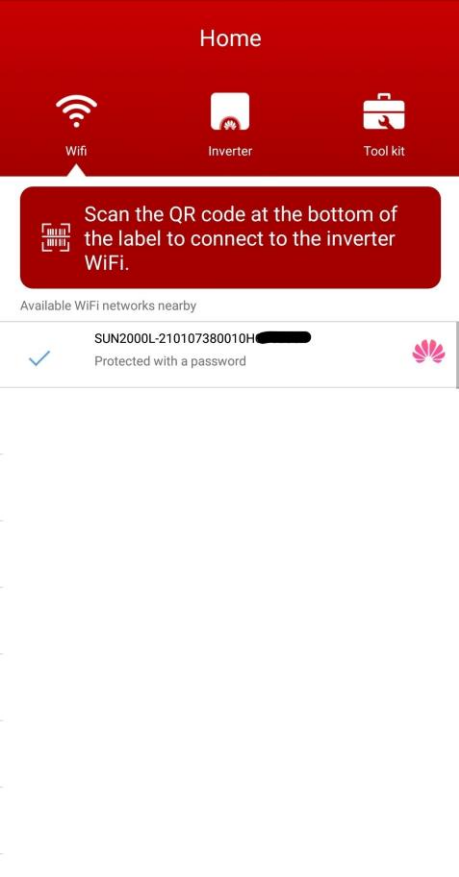 Home
Wifi
Inverter
Tool kit
Scan the QR code at the bottom of
the label to connect to the inverter
WiFi.
Available WiFi networks nearby
SUN2000L-210107380010H
Protected with a password